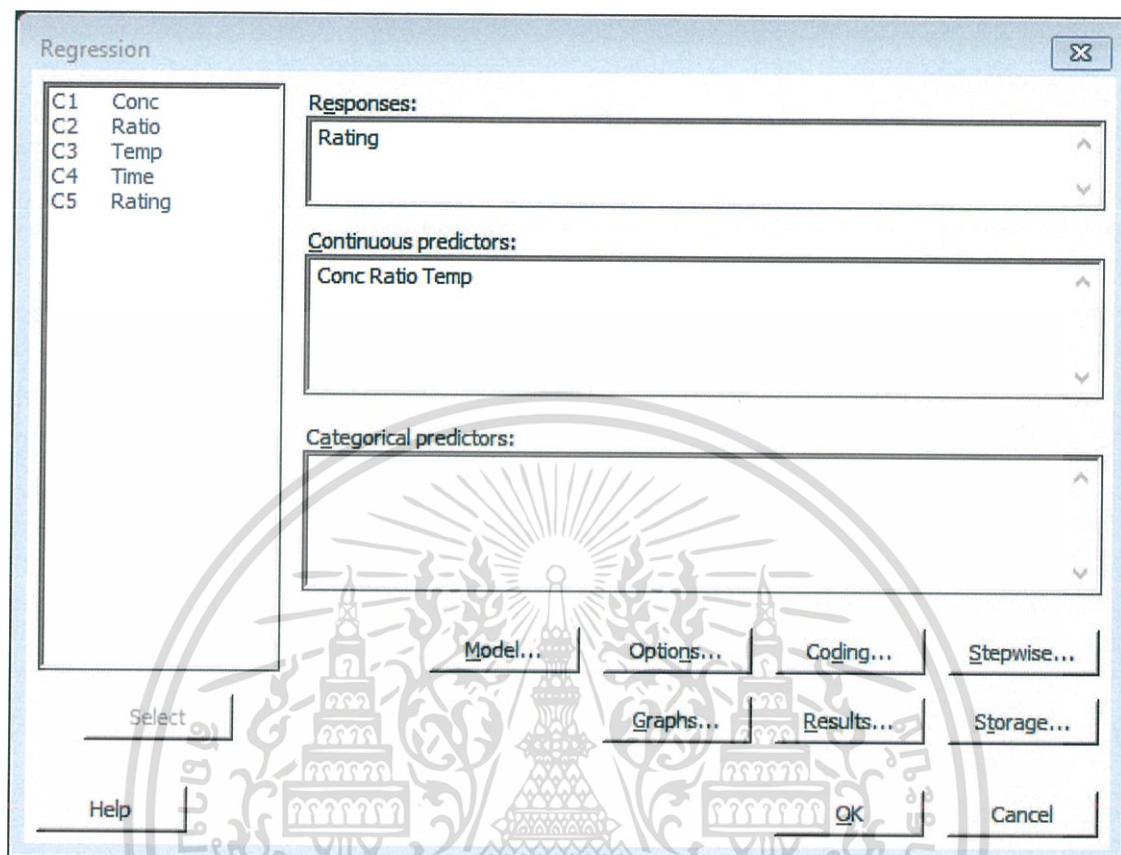 Regression
C1 Conc
C2 Ratio
C3 Temp
C4 Time
C5 Rating
Responses:
Rating
Continuous predictors:
Conc Ratio Temp
Categorical predictors:
Model... Options... Coding... Stepwise...
Select Graphs... Results... Storage...
Help OK Cancel